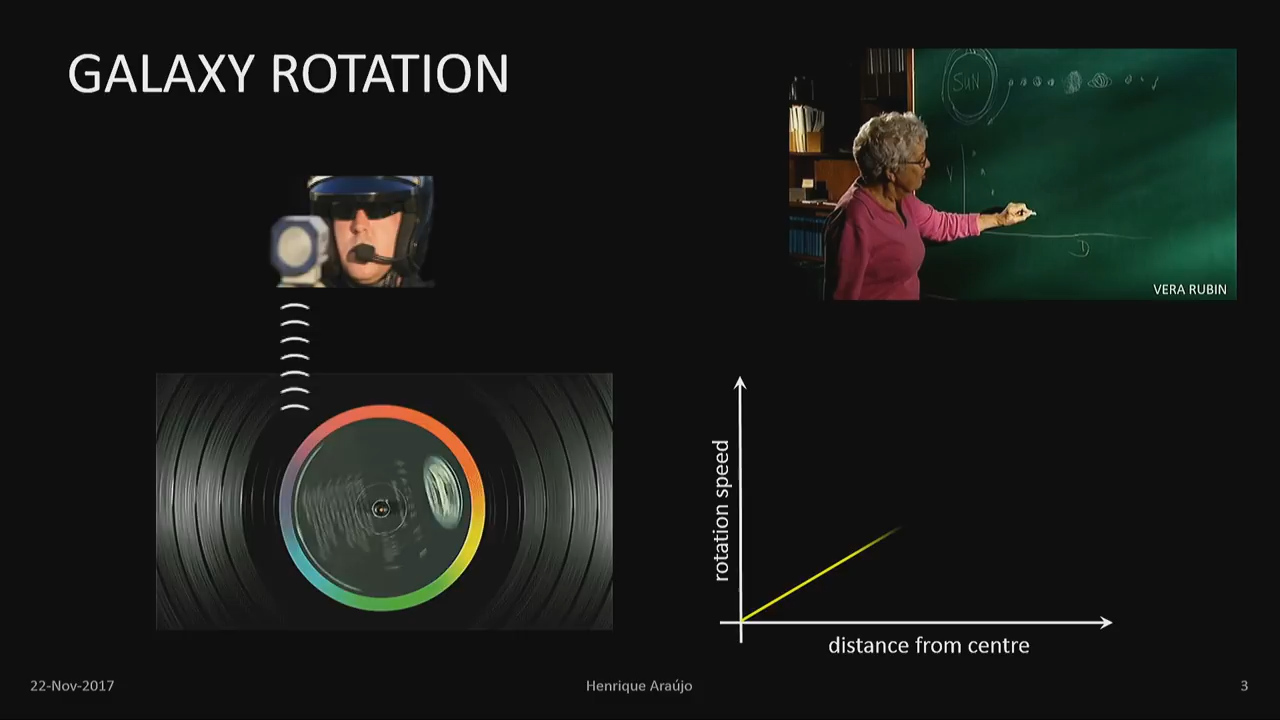 GALAXY ROTATION
SUN
V
D
VERA RUBIN
rotation speed
distance from centre
22-Nov-2017
Henrique Araújo
3